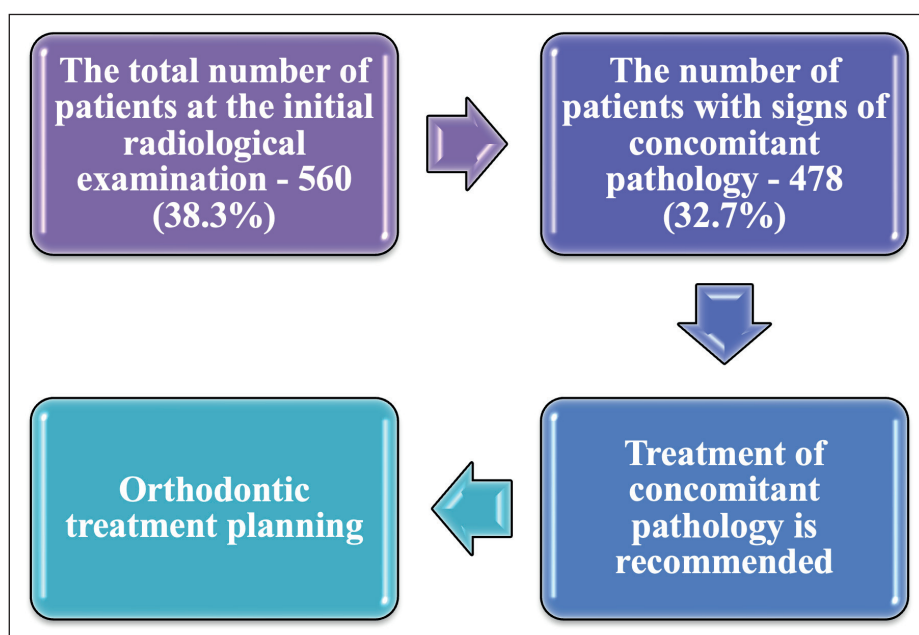 The total number of
patients at the initial
radiological
examination - 560
(38.3%)
The number of
patients with signs of
concomitant
pathology - 478
(32.7%)
Treatment of
concomitant
pathology is
recommended
Orthodontic
treatment planning